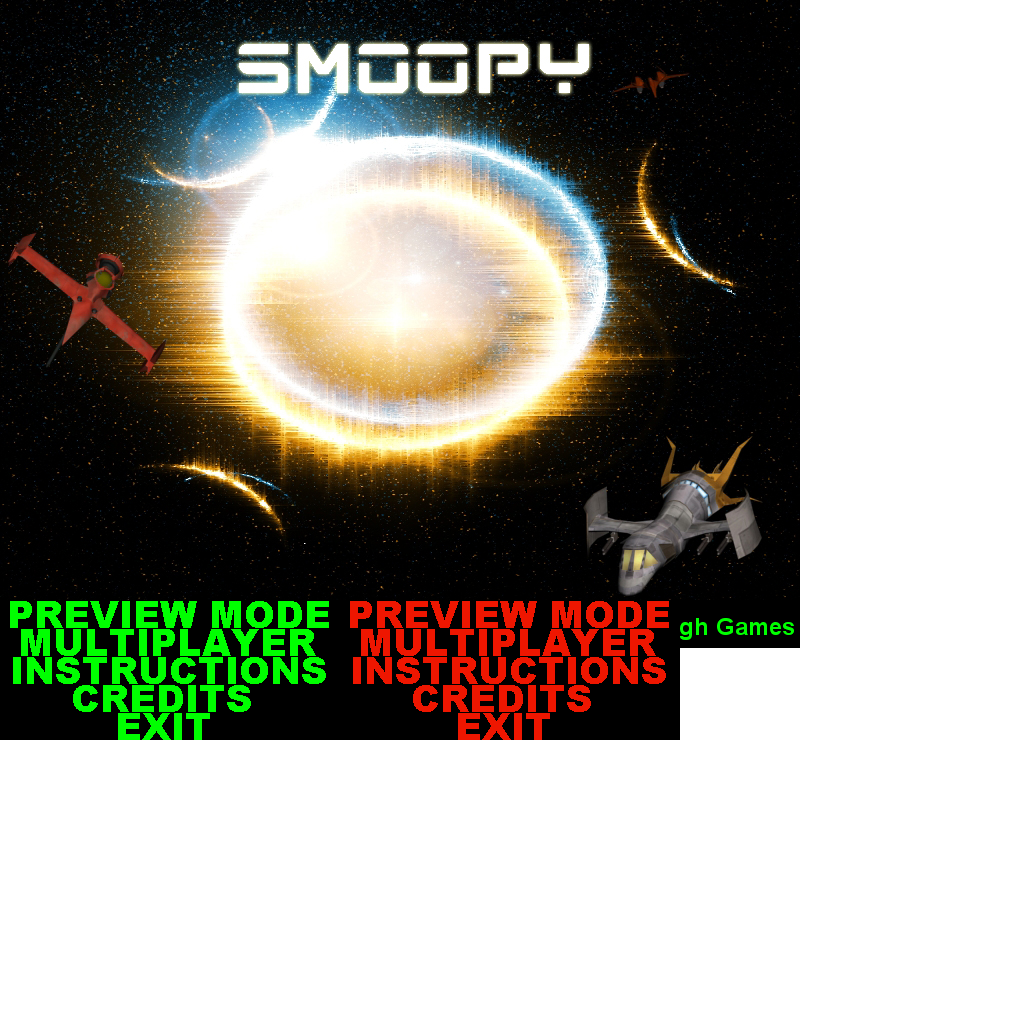 SMOOPY
PREVIEW MODE
MULTIPLAYER
INSTRUCTIONS
CREDITS
EXIT
PREVIEW MODE
MULTIPLAYER
INSTRUCTIONS
CREDITS
EXIT
gh Games